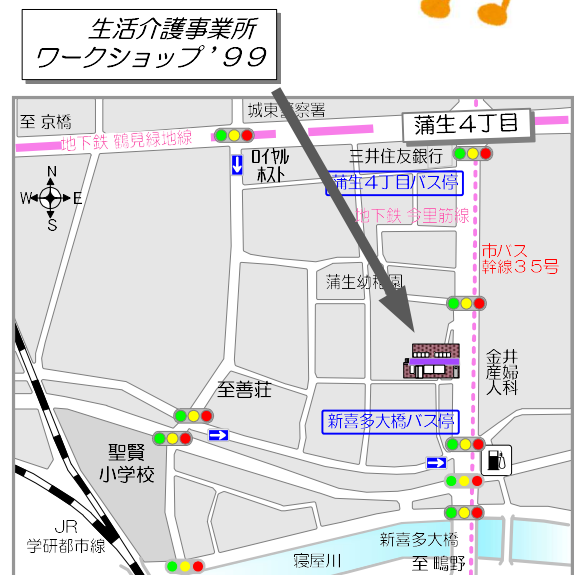 生活介護事業所
ワークショップ’９９
城東警察署
至 京橋
蒲生４丁目
地下鉄 鶴見緑地線
ロイヤル
ホスト
三井住友銀行
蒲生４丁目バス停
N
W
E
S
地下鉄 今里筋線
市バス
幹線３５号
蒲生幼稚園
金井
産婦
人科
至善荘
新喜多大橋バス停
聖賢
小学校
JR
学研都市線
新喜多大橋
寝屋川
至 鴫野